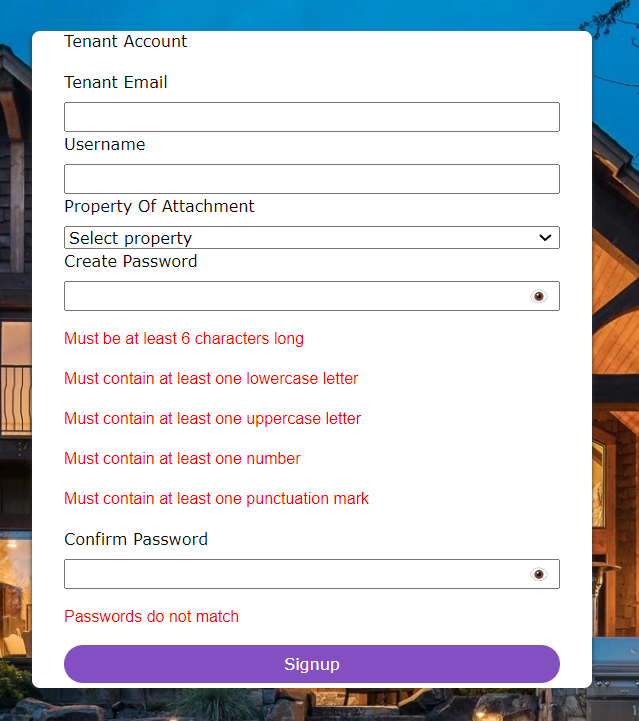 Tenant Account
Tenant Email
Username
Property Of Attachment
Select property
Create Password
Must be at least 6 characters long
Must contain at least one lowercase letter
Must contain at least one uppercase letter
Must contain at least one number
Must contain at least one punctuation mark
Confirm Password
Passwords do not match
Signup